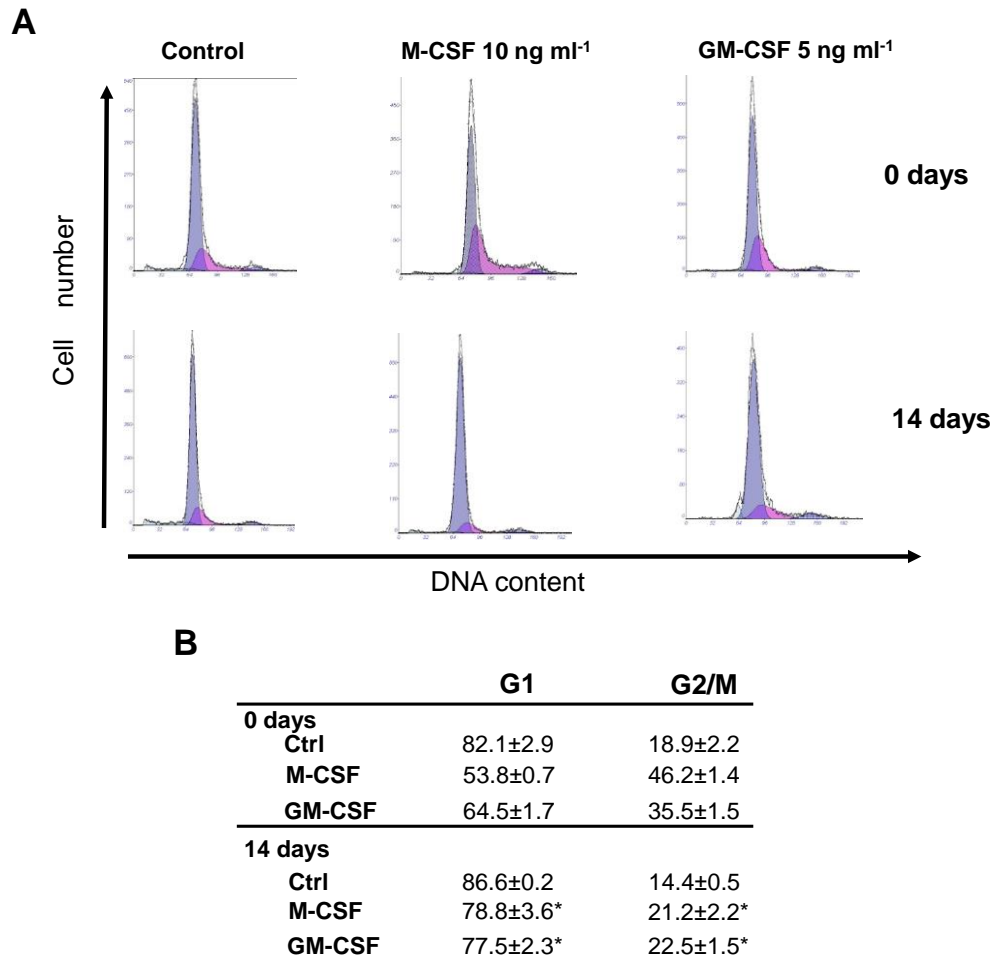 A
Control M-CSF 10 ng ml-1 GM-CSF 5 ng ml-1
0 days
14 days
Cell number
DNA content
B
G1 G2/M
0 days
Ctrl 82.1±2.9 18.9±2.2
M-CSF 53.8±0.7 46.2±1.4
GM-CSF 64.5±1.7 35.5±1.5
14 days
Ctrl 86.6±0.2 14.4±0.5
M-CSF 78.8±3.6* 21.2±2.2*
GM-CSF 77.5±2.3* 22.5±1.5*